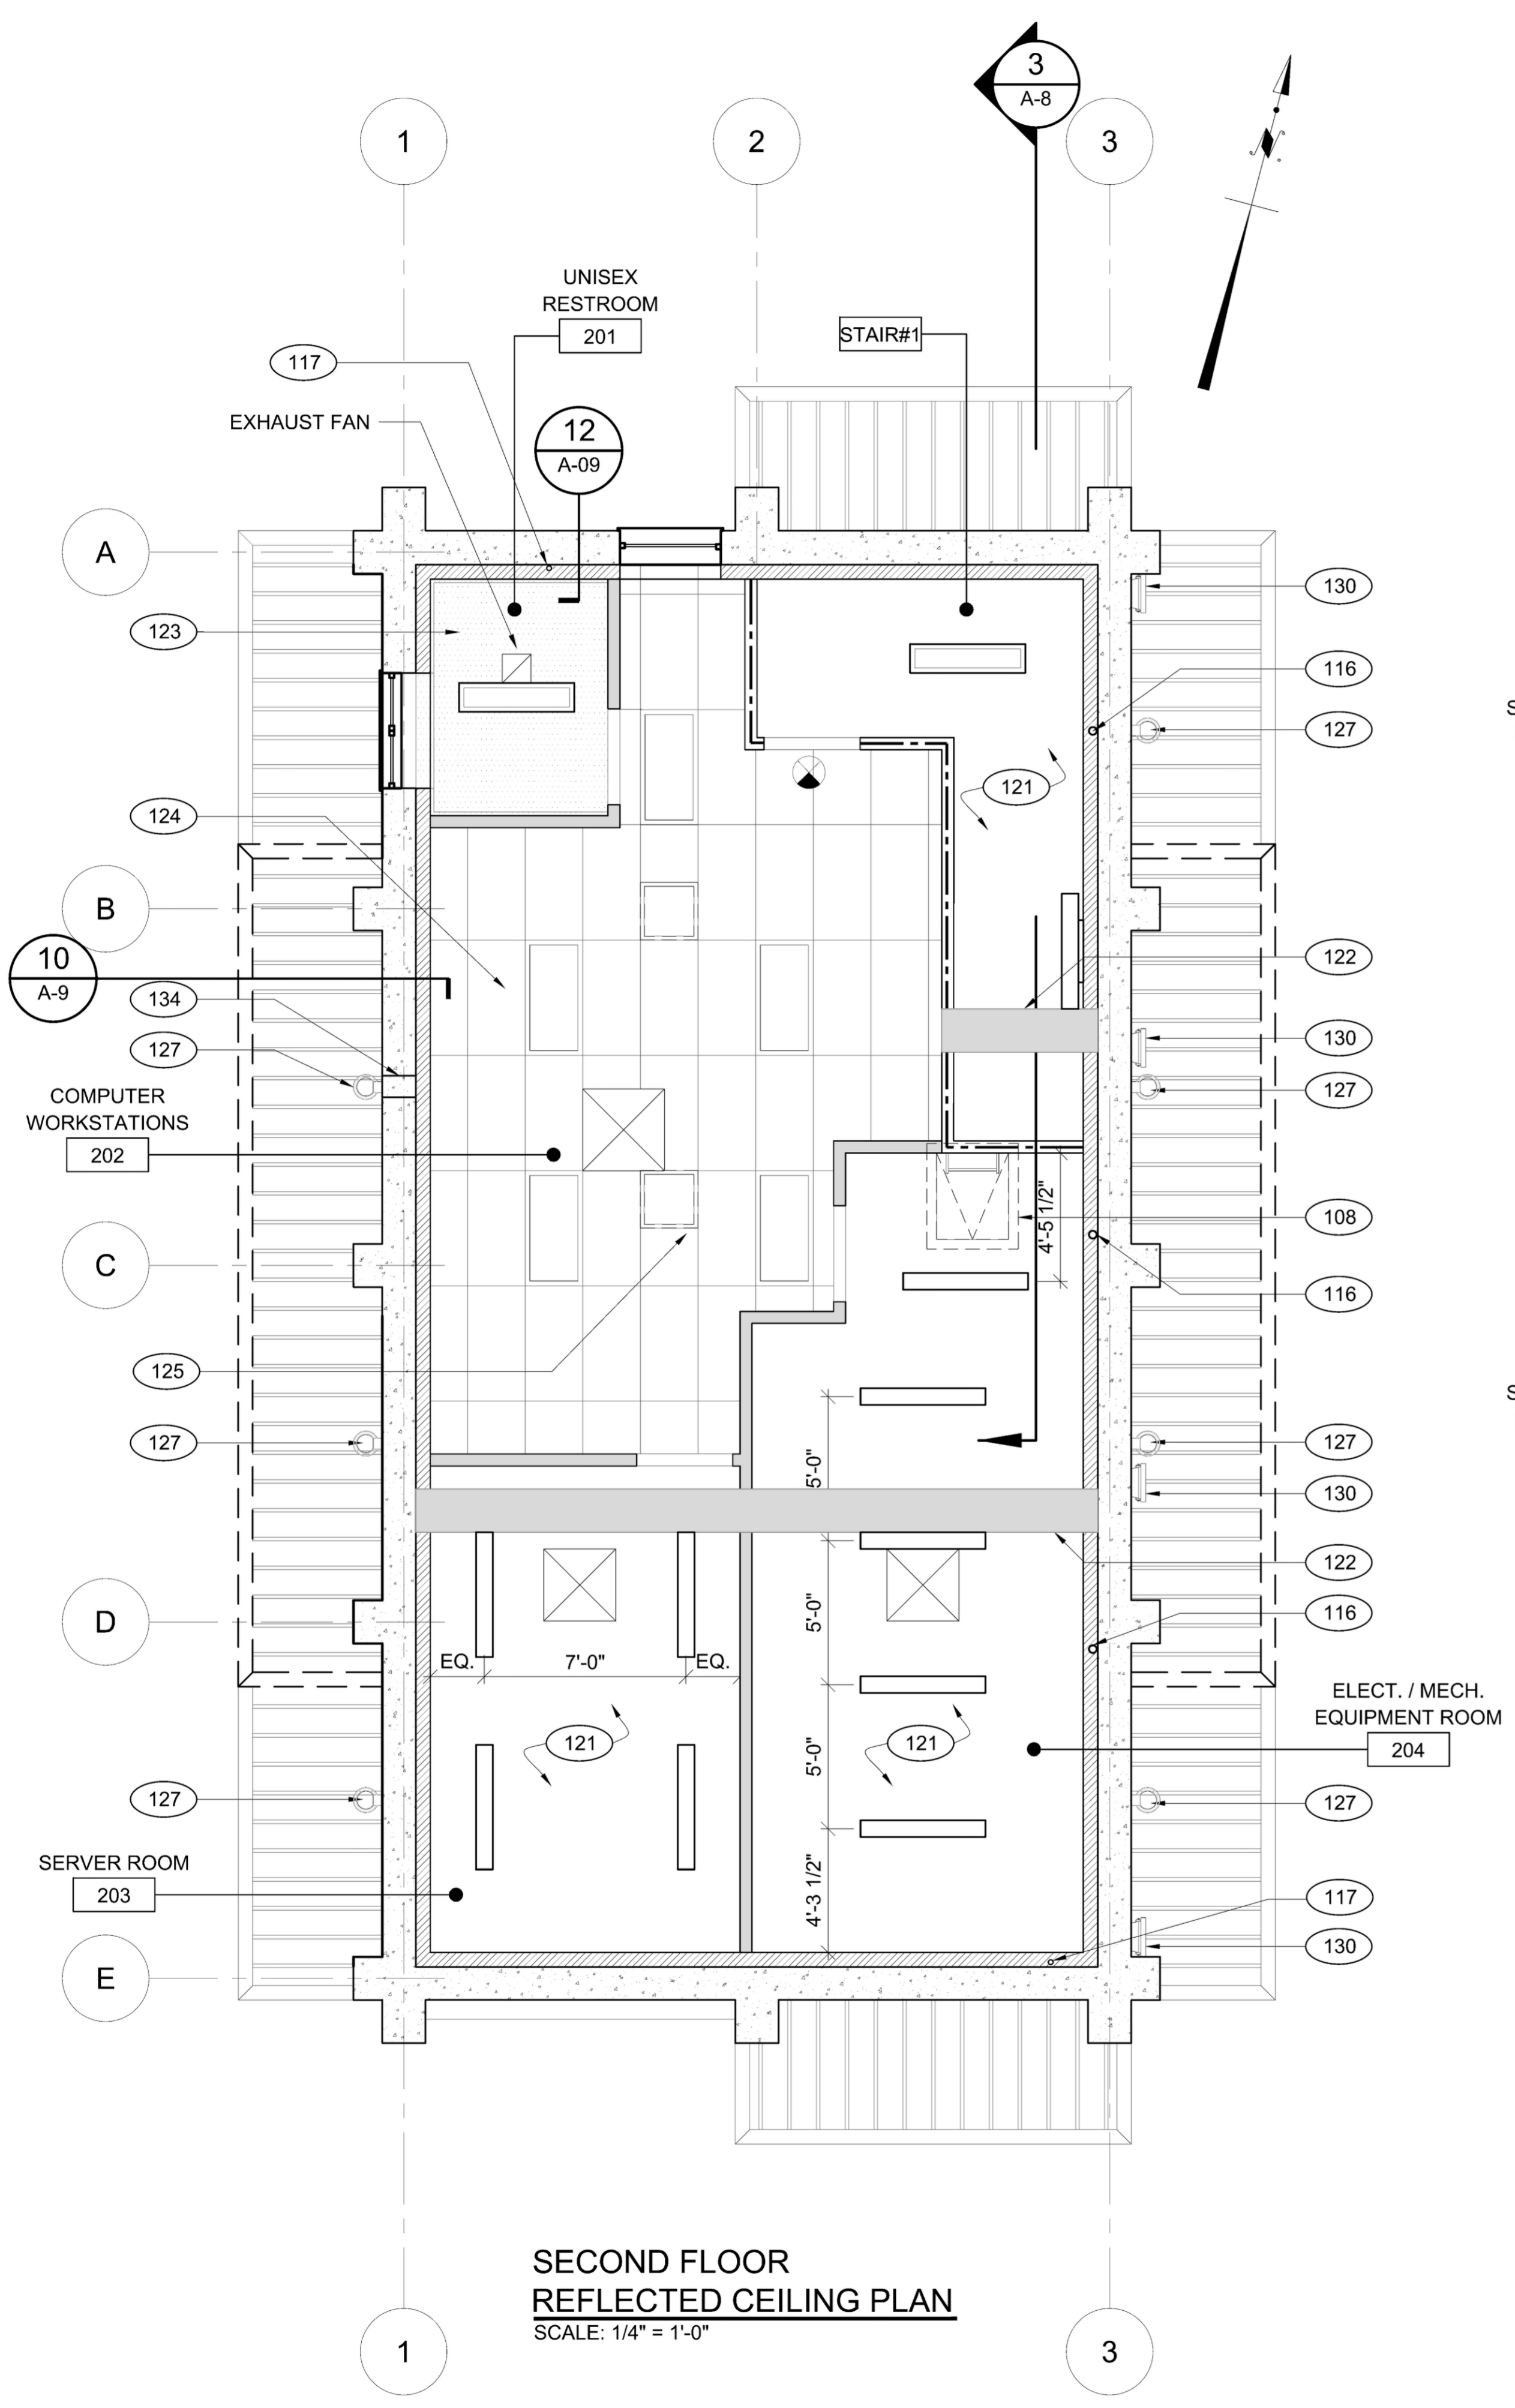 3
A-8
1
2
3
UNISEX
RESTROOM
201
STAIR#1
117
EXHAUST FAN
12
A-09
A
130
123
116
127
121
124
B
10
A-9
122
134
130
127
127
COMPUTER
WORKSTATIONS
202
4'-5 1/2"
108
C
116
125
5'-0"
127
127
130
122
5'-0"
D
116
EQ.
7'-0"
EQ.
ELECT. / MECH.
EQUIPMENT ROOM
204
121
121
5'-0"
127
127
SERVER ROOM
203
4'-3 1/2"
117
130
E
SECOND FLOOR
REFLECTED CEILING PLAN
SCALE: 1/4" = 1'-0"
1
3
S
S
N